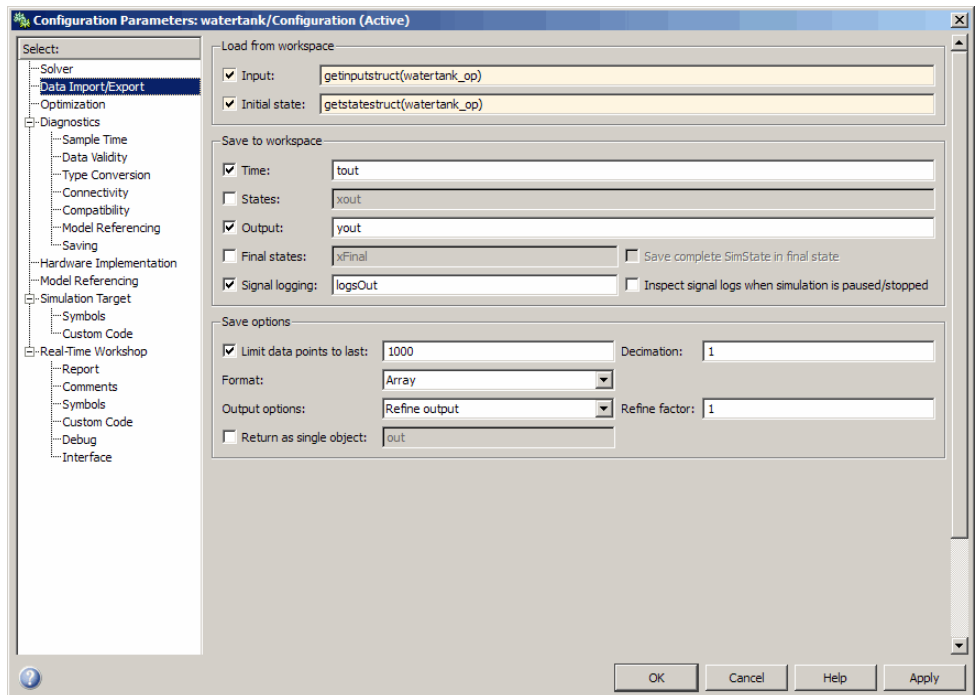 Configuration Parameters: watertank/Configuration (Active)
Select:
Solver
Data Import/Export
Optimization
Diagnostics
Sample Time
Data Validity
Type Conversion
Connectivity
Compatibility
Model Referencing
Saving
Hardware Implementation
Model Referencing
Simulation Target
Symbols
Custom Code
Real-Time Workshop
Report
Comments
Symbols
Custom Code
Debug
Interface
Load from workspace
Input: getinputstruct(watertank_op)
Initial state: getstatestruct(watertank_op)
Save to workspace
Time: tout
States: xout
Output: yout
Final states: xFinal Save complete SimState in final state
Signal logging: logsOut Inspect signal logs when simulation is paused/stopped
Save options
Limit data points to last: 1000 Decimation: 1
Format: Array
Output options: Refine output Refine factor: 1
Return as single object: out
? OK Cancel Help Apply